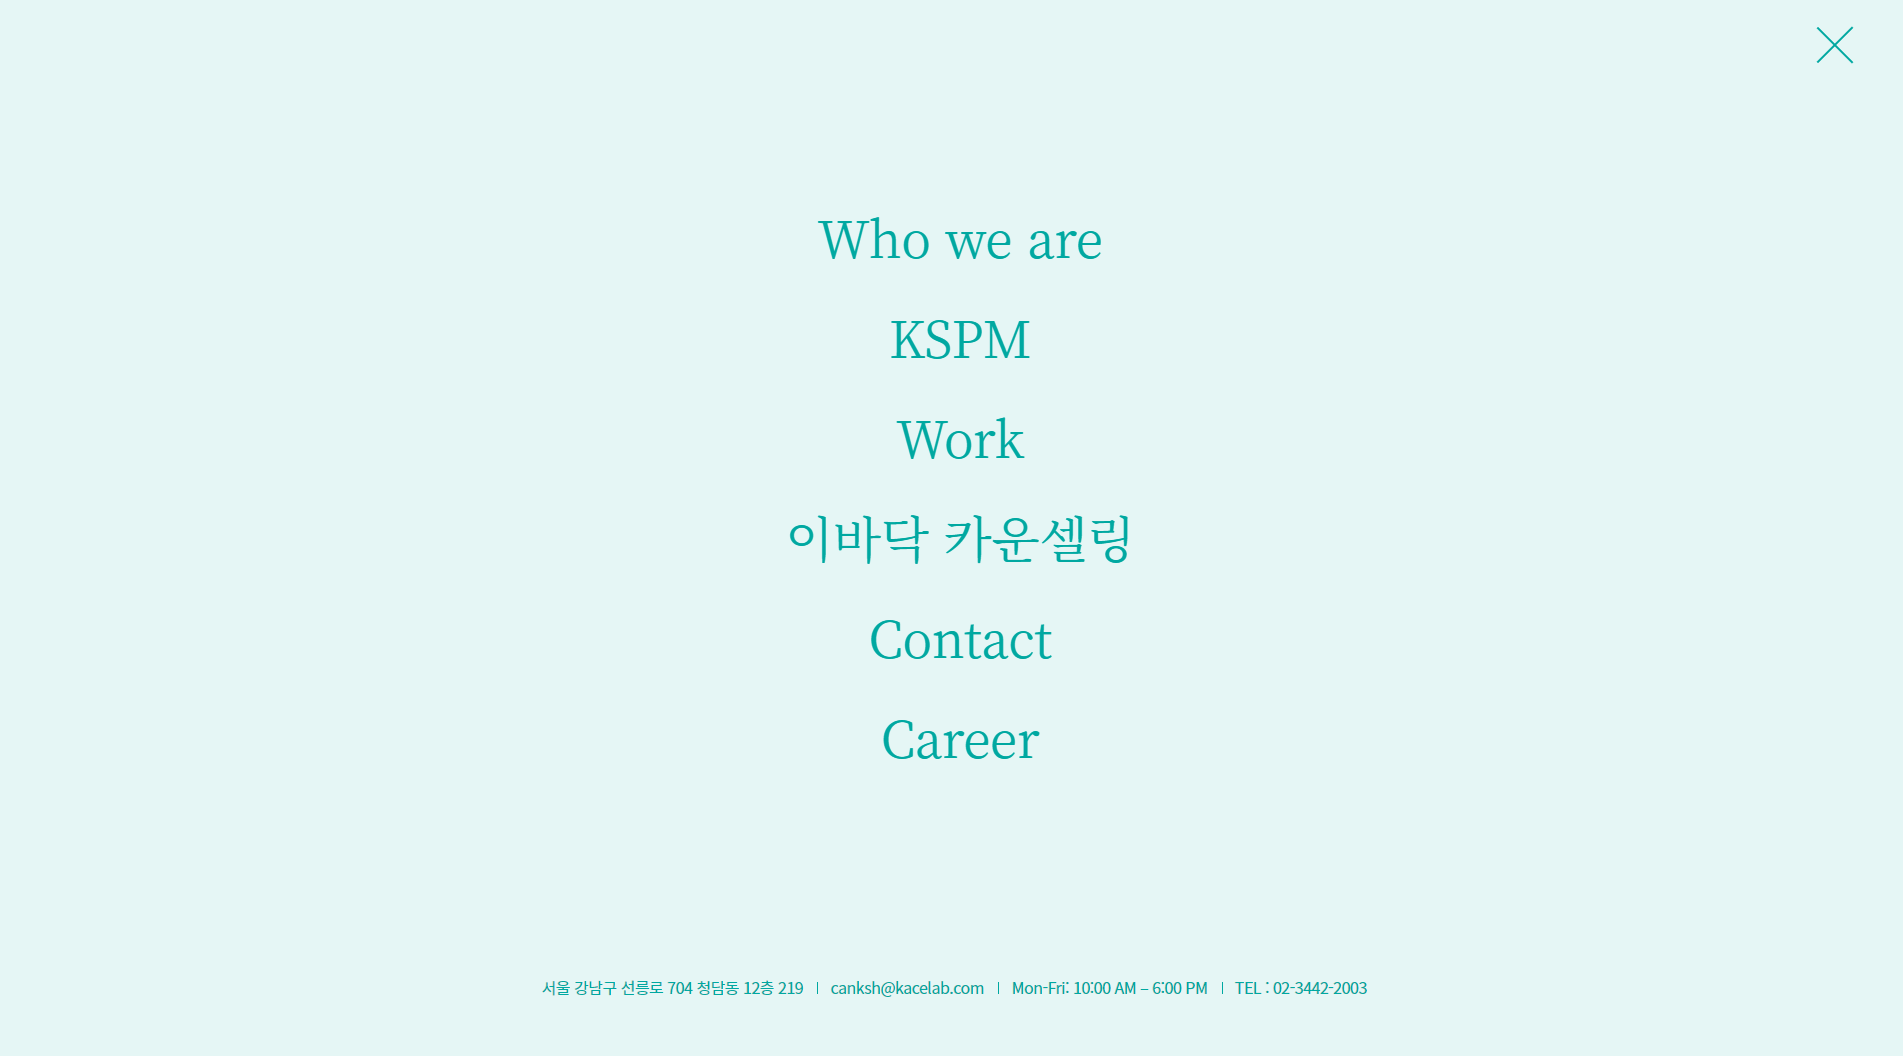 Who we are
KSPM
Work
이바닥 카운셀링
Contact
Career
서울 강남구 선릉로 704 청담동 12층 219 | canksh@kacelab.com | Mon-Fri: 10:00 AM – 6:00 PM | TEL : 02-3442-2003